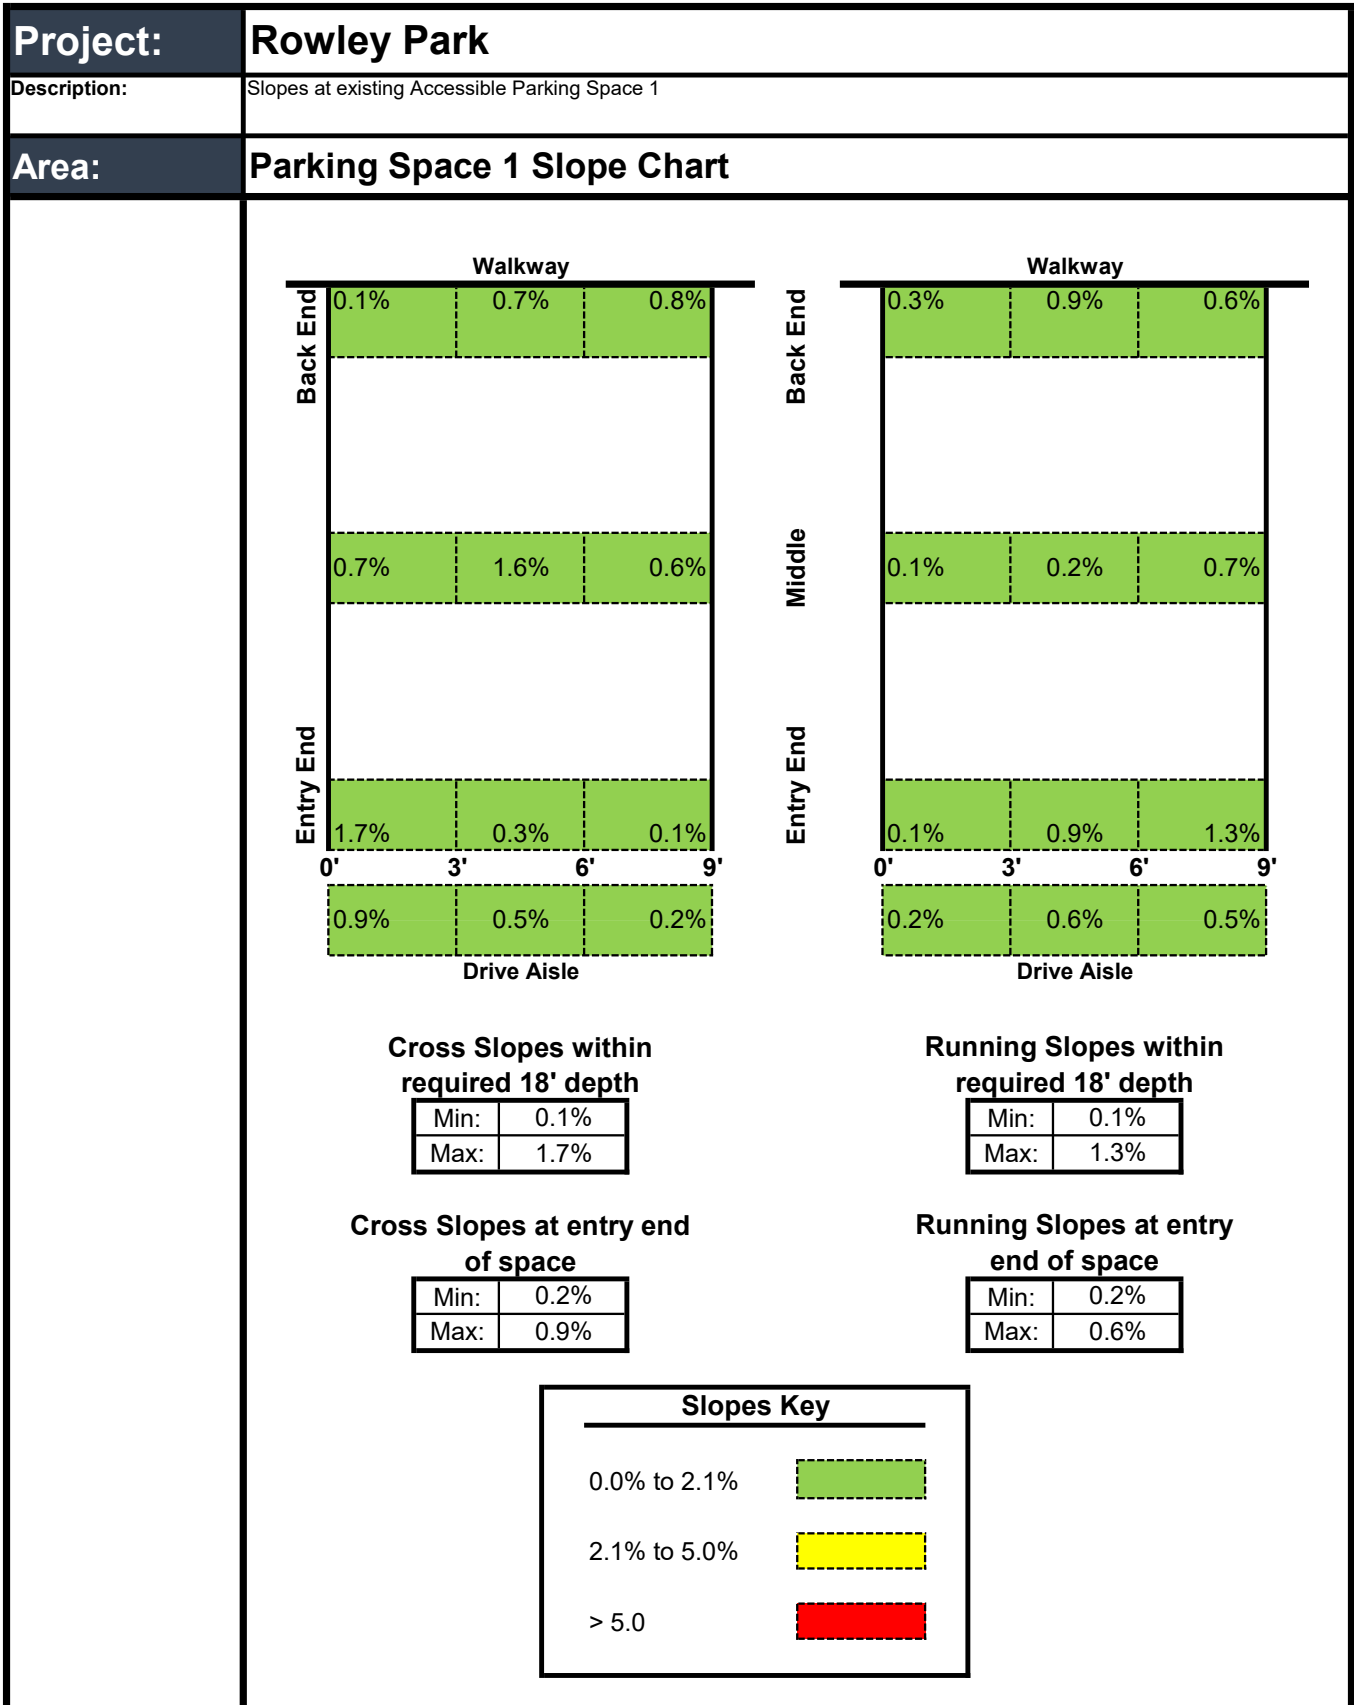 Project: Rowley Park
Description: Slopes at existing Accessible Parking Space 1
Area: Parking Space 1 Slope Chart
Walkway
Back End
0.1% 0.7% 0.8%
0.7% 1.6% 0.6%
Entry End
1.7% 0.3% 0.1%
0' 3' 6' 9'
0.9% 0.5% 0.2%
Drive Aisle
Walkway
Back End
0.3% 0.9% 0.6%
Middle
0.1% 0.2% 0.7%
Entry End
0.1% 0.9% 1.3%
0' 3' 6' 9'
0.2% 0.6% 0.5%
Drive Aisle
Cross Slopes within
required 18' depth
Min: 0.1%
Max: 1.7%
Running Slopes within
required 18' depth
Min: 0.1%
Max: 1.3%
Cross Slopes at entry end
of space
Min: 0.2%
Max: 0.9%
Running Slopes at entry
end of space
Min: 0.2%
Max: 0.6%
Slopes Key
0.0% to 2.1%
2.1% to 5.0%
> 5.0